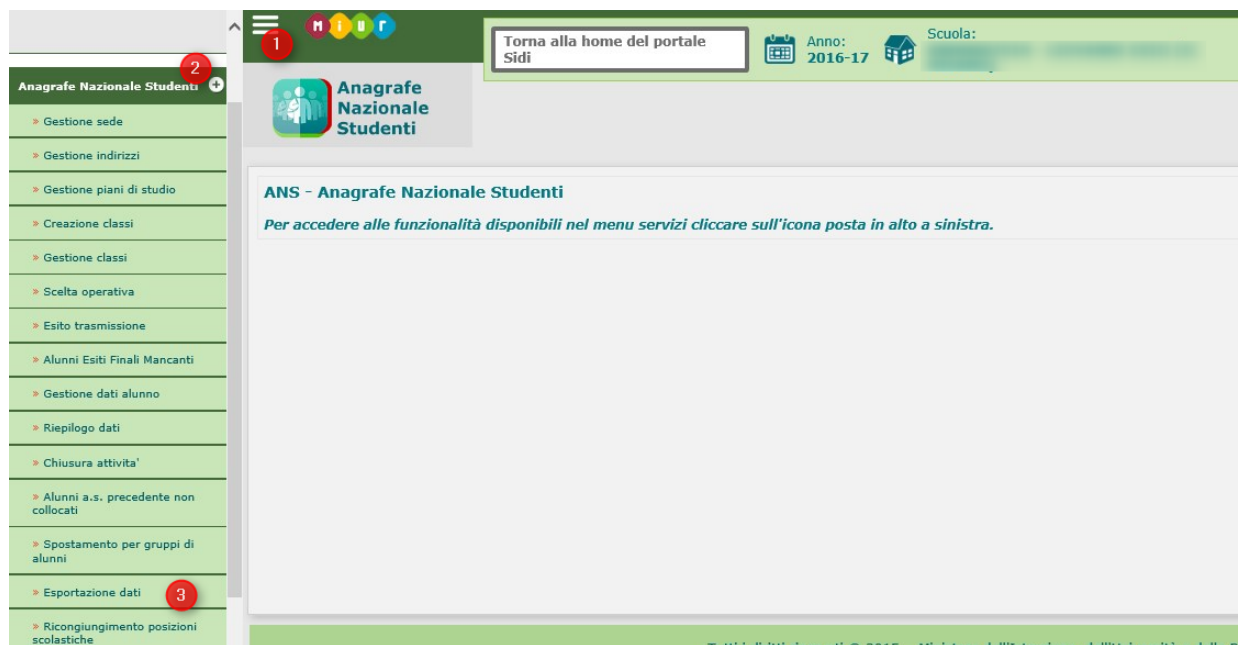 2
Anagrafe Nazionale Studenti
» Gestione sede
» Gestione indirizzi
» Gestione piani di studio
» Creazione classi
» Gestione classi
» Scelta operativa
» Esito trasmissione
» Alunni Esiti Finali Mancanti
» Gestione dati alunno
» Riepilogo dati
» Chiusura attivita'
» Alunni a.s. precedente non
collocati
» Spostamento per gruppi di
alunni
» Esportazione dati 3
» Ricongiungimento posizioni
scolastiche
1
Miur
Torna alla home del portale
Sidi
Anno:
2016-17
Scuola:
Anagrafe
Nazionale
Studenti
ANS - Anagrafe Nazionale Studenti
Per accedere alle funzionalità disponibili nel menu servizi cliccare sull'icona posta in alto a sinistra.